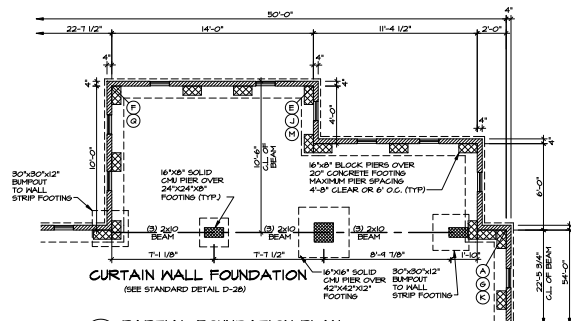 50'-0"
4"
22'-7 1/2"
14'-0"
11'-4 1/2"
2'-0"
4"
4"
4"
4"
4"
F
G
E
J
M
4'-0"
4"
10'-0"
10'-6"
C.L. OF BEAM
16"x8" BLOCK PIERS OVER
20" CONCRETE FOOTING
MAXIMUM PIER SPACING
4'-8" CLEAR OR 6' O.C. (TYP)
4"
6'-0"
30"x30"x12"
BUMPOUT
TO WALL
STRIP FOOTING
16"x8" SOLID
CMU PIER OVER
24"x24"x8"
FOOTING (TYP.)
(3) 2x10
BEAM
(3) 2x10
BEAM
(3) 2x10
BEAM
7'-1 1/8"
7'-7 1/2"
8'-4 7/8"
1'-10"
CURTAIN WALL FOUNDATION
(SEE STANDARD DETAIL D-28)
16"x16" SOLID
CMU PIER OVER
42"x42"x12"
FOOTING
30"x30"x12"
BUMPOUT
TO WALL
STRIP FOOTING
A
G
K
22'-5 3/4"
C.L. OF BEAM
54'-0"